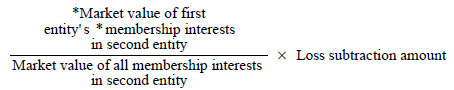 *Market value of first
entity's *membership interests
in second entity
Market value of all membership interests
in second entity
× Loss subtraction amount